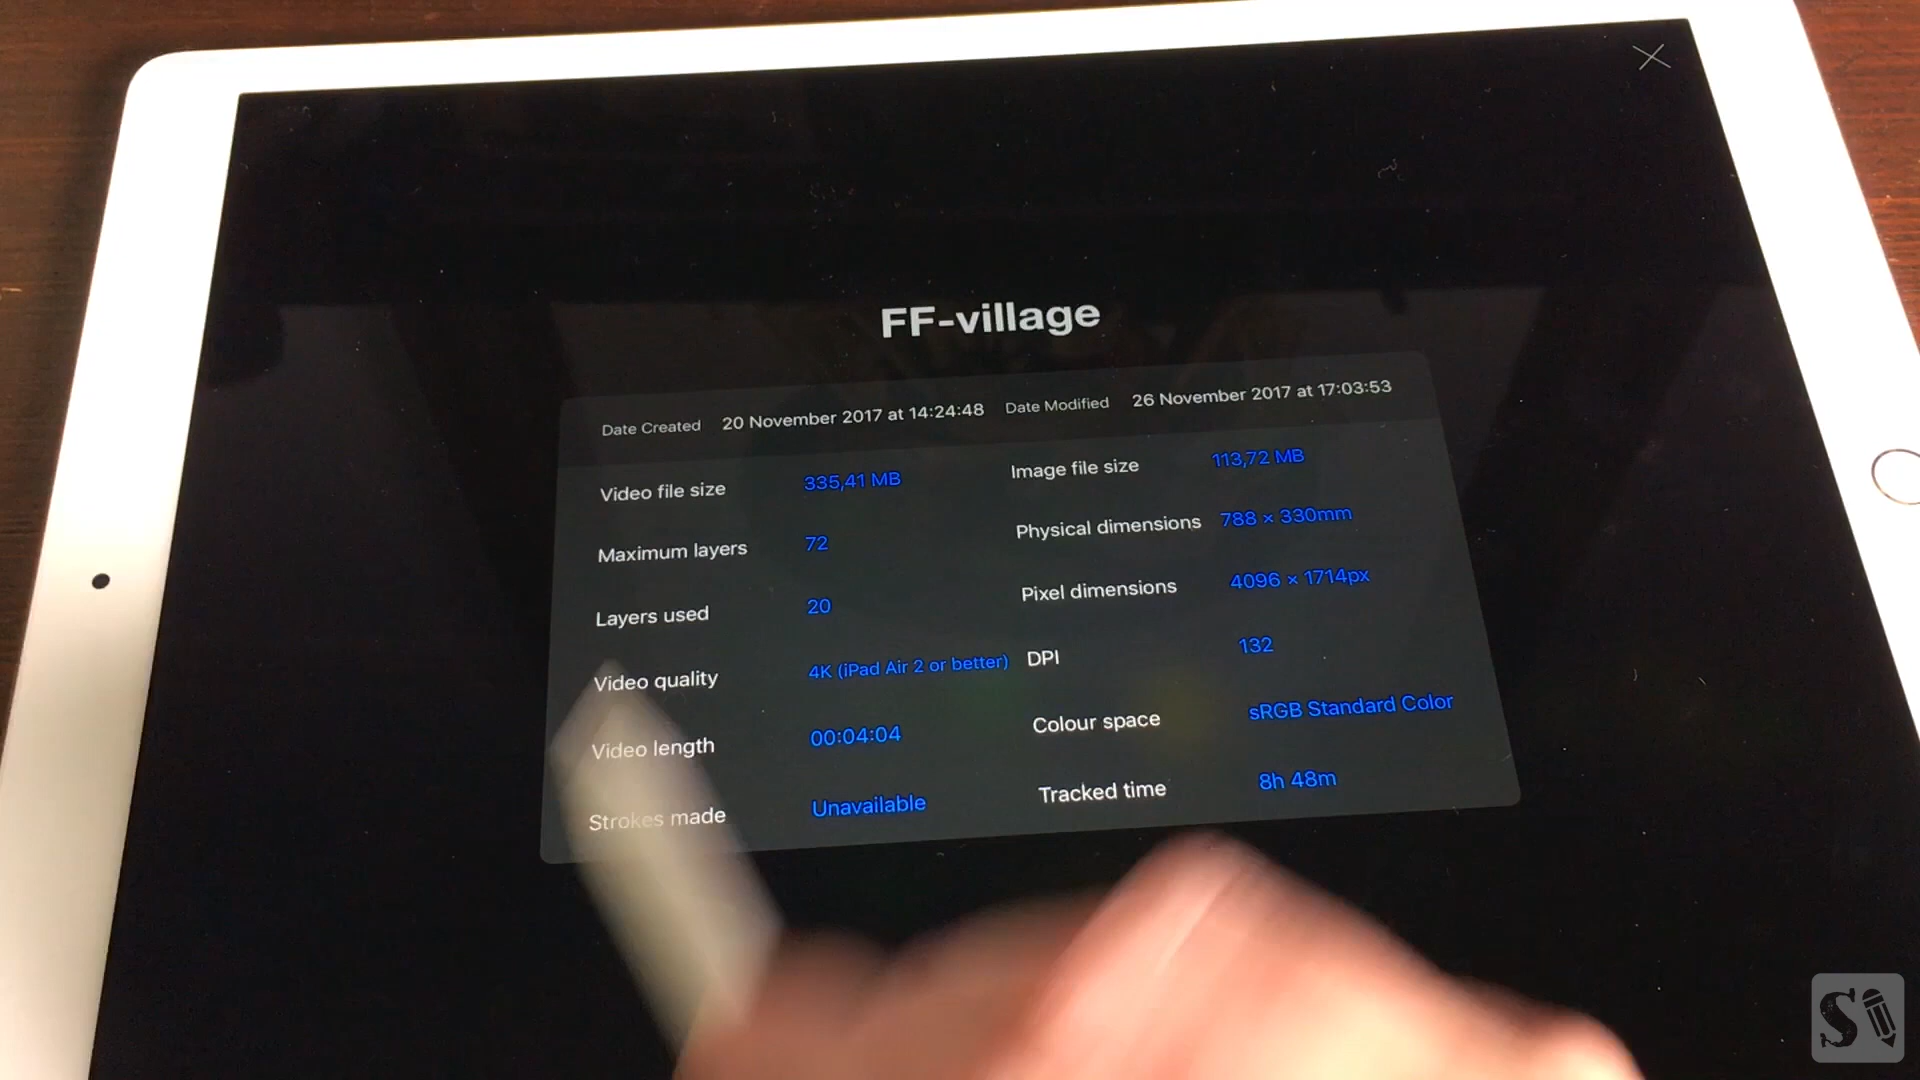 FF-village
Date Created 20 November 2017 at 14:24:48 Date Modified 26 November 2017 at 17:03:53
Video file size 335,41 MB Image file size 113,72 MB
Maximum layers 72 Physical dimensions 788 × 330mm
Layers used 20 Pixel dimensions 4096 × 1714px
Video quality 4K (iPad Air 2 or better) DPI 132
Video length 00:04:04 Colour space sRGB Standard Color
Strokes made Unavailable Tracked time 8h 48m
S